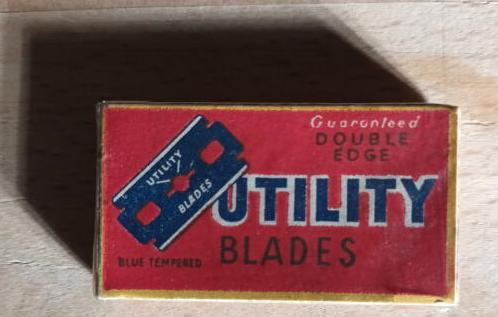 Guaranteed
DOUBLE
EDGE
UTILITY
BLADES
UTILITY
BLADES
BLUE TEMPERED